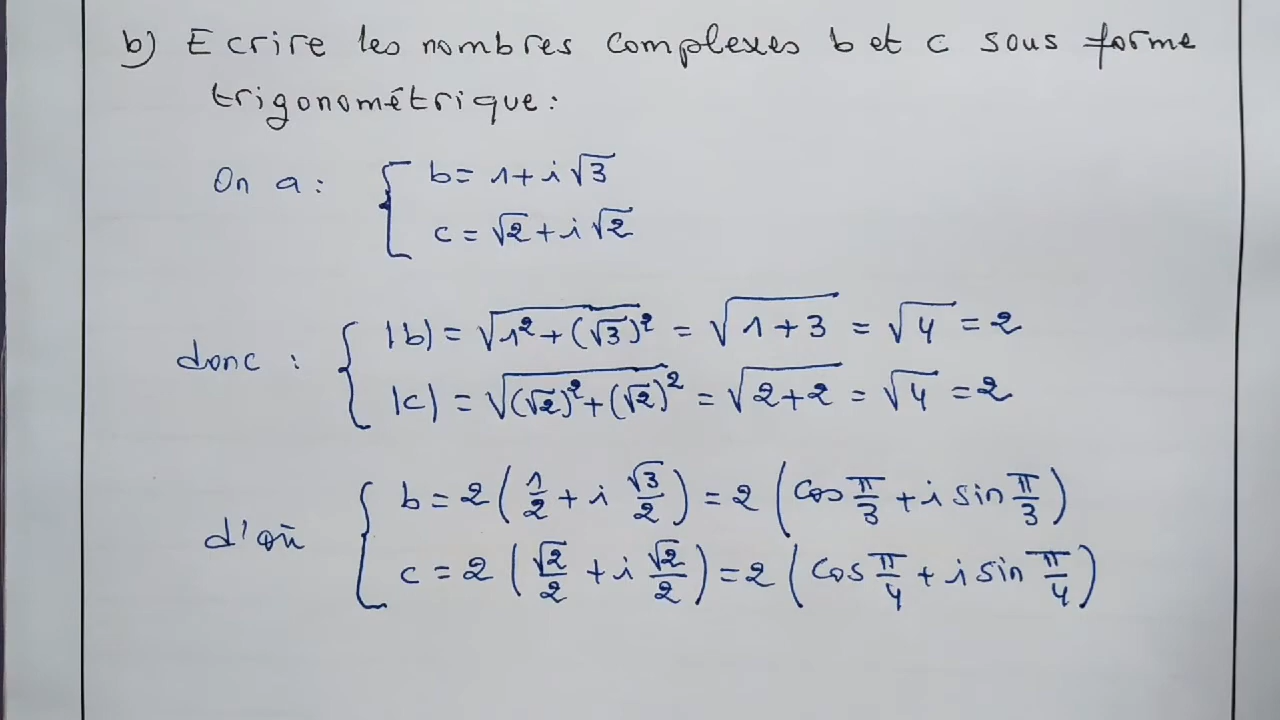 b) Ecrire les nombres complexes b et c sous forme
trigonométrique :
On a : { b = 1 + i√3
c = √2 + i√2
donc : { |b| = √(1² + (√3)²) = √(1 + 3) = √4 = 2
|c| = √((√2)² + (√2)²) = √(2 + 2) = √4 = 2
d'où { b = 2 (1/2 + i √3/2) = 2 (cos π/3 + i sin π/3)
c = 2 (√2/2 + i √2/2) = 2 (cos π/4 + i sin π/4)